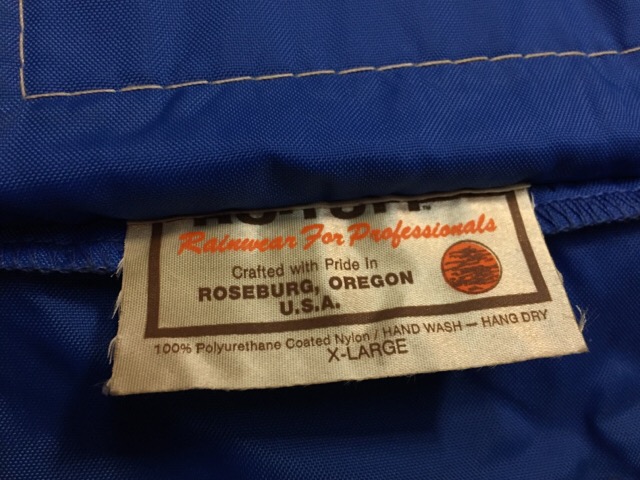 Rainwear For Professionals
Crafted with Pride In
ROSEBURG, OREGON
U.S.A.
100% Polyurethane Coated Nylon / HAND WASH — HANG DRY
X-LARGE